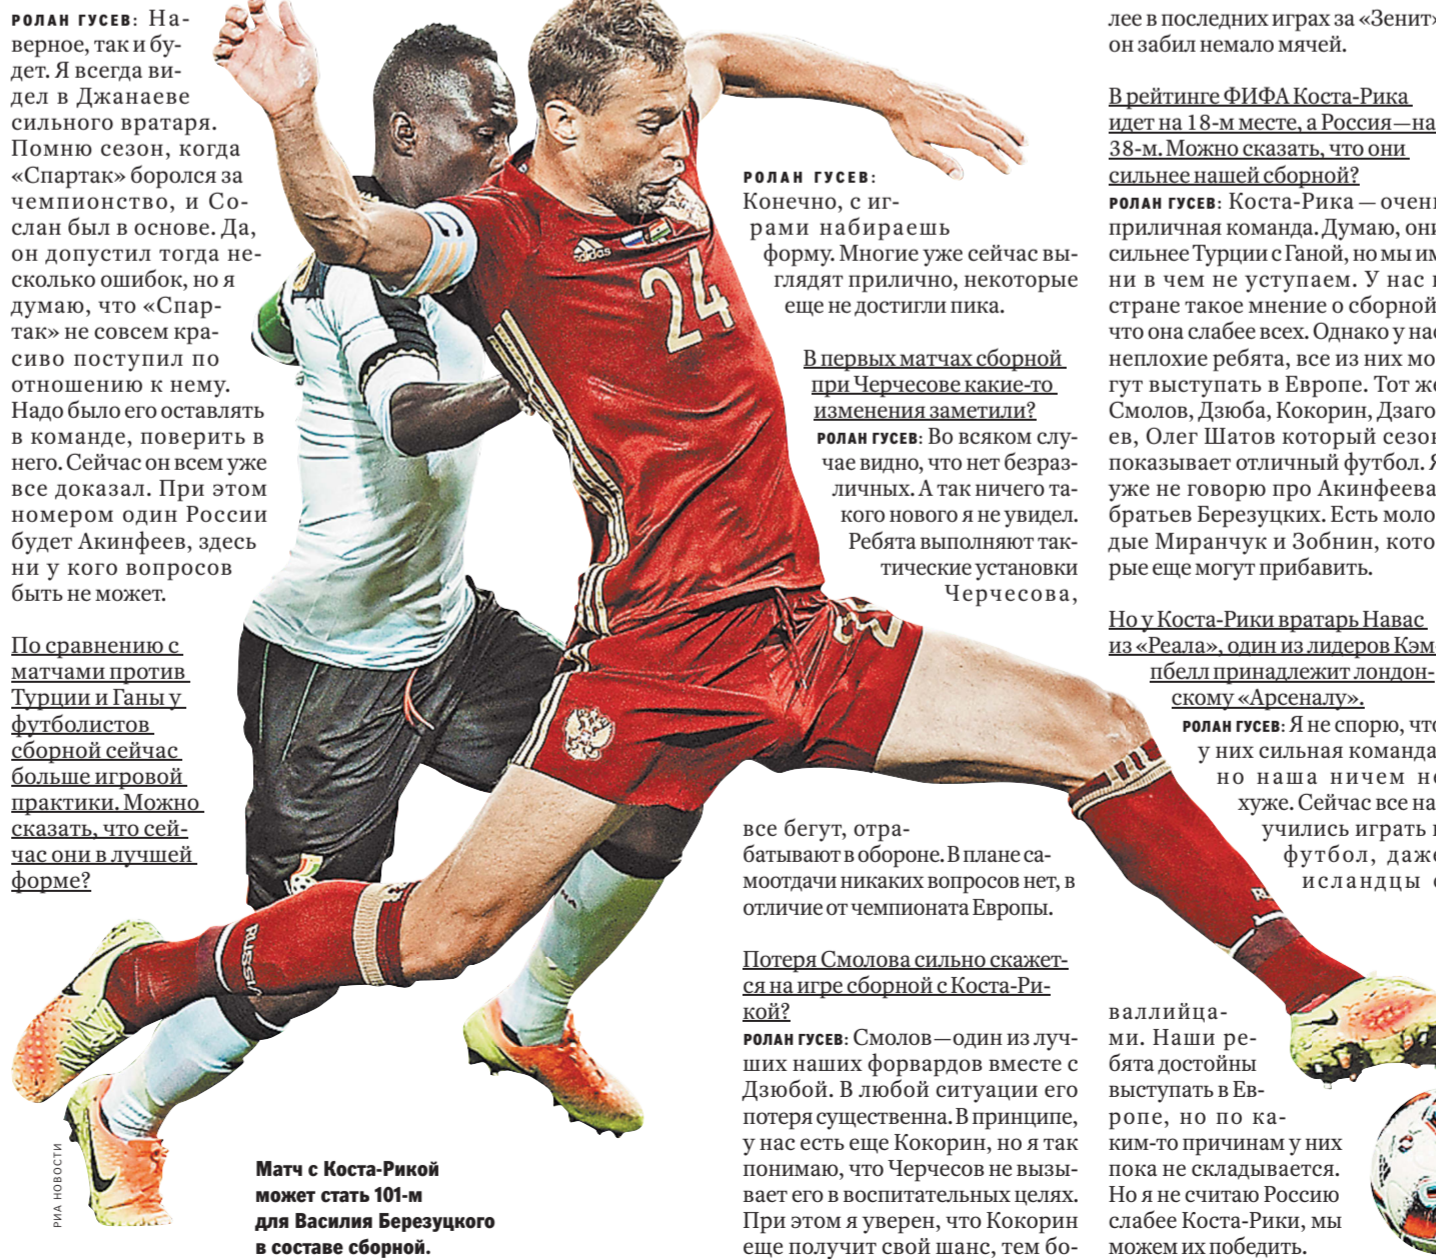 РОЛАН ГУСЕВ: На-
верное, так и бу-
дет. Я всегда ви-
дел в Джанаеве
сильного вратаря.
Помню сезон, когда
«Спартак» боролся за
чемпионство, и Со-
слан был в основе. Да,
он допустил тогда не-
сколько ошибок, но я
думаю, что «Спар-
так» не совсем кра-
сиво поступил по
отношению к нему.
Надо было его оставлять
в команде, поверить в
него. Сейчас он всем уже
все доказал. При этом
номером один России
будет Акинфеев, здесь
ни у кого вопросов
быть не может.
По сравнению с
матчами против
Турции и Ганы у
футболистов
сборной сейчас
больше игровой
практики. Можно
сказать, что сей-
час они в лучшей
форме?
РОЛАН ГУСЕВ:
Конечно, с иг-
рами набираешь
форму. Многие уже сейчас вы-
глядят прилично, некоторые
еще не достигли пика.
В первых матчах сборной
при Черчесове какие-то
изменения заметили?
РОЛАН ГУСЕВ: Во всяком слу-
чае видно, что нет безраз-
личных. А так ничего та-
кого нового я не увидел.
Ребята выполняют так-
тические установки
Черчесова,
все бегут, отра-
батывают в обороне. В плане са-
моотдачи никаких вопросов нет, в
отличие от чемпионата Европы.
Потеря Смолова сильно скажет-
ся на игре сборной с Коста-Ри-
кой?
РОЛАН ГУСЕВ: Смолов—один из луч-
ших наших форвардов вместе с
Дзюбой. В любой ситуации его
потеря существенна. В принципе,
у нас есть еще Кокорин, но я так
понимаю, что Черчесов не вызы-
вает его в воспитательных целях.
При этом я уверен, что Кокорин
еще получит свой шанс, тем бо-
лее в последних играх за «Зенит»
он забил немало мячей.
В рейтинге ФИФА Коста-Рика
идет на 18-м месте, а Россия—на
38-м. Можно сказать, что они
сильнее нашей сборной?
РОЛАН ГУСЕВ: Коста-Рика — очен
приличная команда. Думаю, они
сильнее Турции с Ганой, но мы им
ни в чем не уступаем. У нас в
стране такое мнение о сборной,
что она слабее всех. Однако у нас
неплохие ребята, все из них мо-
гут выступать в Европе. Тот же
Смолов, Дзюба, Кокорин, Дзаго-
ев, Олег Шатов который сезон
показывает отличный футбол. Я
уже не говорю про Акинфеева,
братьев Березуцких. Есть моло-
дые Миранчук и Зобнин, кото-
рые еще могут прибавить.
Но у Коста-Рики вратарь Навас
из «Реала», один из лидеров Кэм-
пбелл принадлежит лондон-
скому «Арсеналу».
РОЛАН ГУСЕВ: Я не спорю, что
у них сильная команда,
но наша ничем не
хуже. Сейчас все на-
учились играть в
футбол, даже
исландцы с
валлийца-
ми. Наши ре-
бята достойны
выступать в Ев-
ропе, но по ка-
ким-то причинам у них
пока не складывается.
Но я не считаю Россию
слабее Коста-Рики, мы
можем их победить.
Матч с Коста-Рикой
может стать 101-м
для Василия Березуцкого
в составе сборной.
РИА НОВОСТИ
adidas
24
RUSSIA